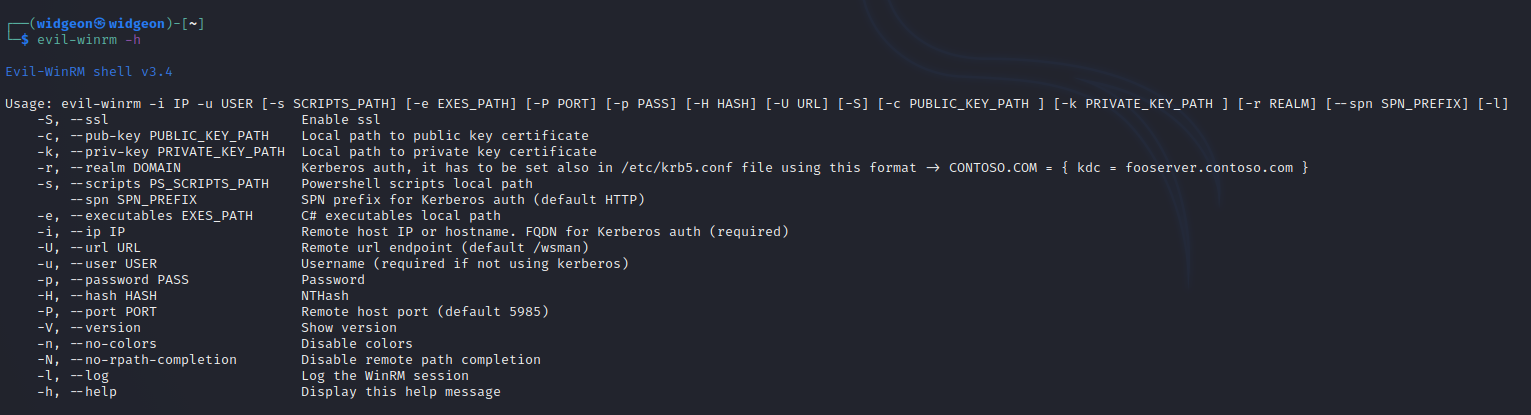 ┌──(widgeon㉿widgeon)-[~]
└─$ evil-winrm -h
Evil-WinRM shell v3.4
Usage: evil-winrm -i IP -u USER [-s SCRIPTS_PATH] [-e EXES_PATH] [-P PORT] [-p PASS] [-H HASH] [-U URL] [-S] [-c PUBLIC_KEY_PATH ] [-k PRIVATE_KEY_PATH ] [-r REALM] [--spn SPN_PREFIX] [-l]
-S, --ssl Enable ssl
-c, --pub-key PUBLIC_KEY_PATH Local path to public key certificate
-k, --priv-key PRIVATE_KEY_PATH Local path to private key certificate
-r, --realm DOMAIN Kerberos auth, it has to be set also in /etc/krb5.conf file using this format -> CONTOSO.COM = { kdc = fooserver.contoso.com }
-s, --scripts PS_SCRIPTS_PATH Powershell scripts local path
--spn SPN_PREFIX SPN prefix for Kerberos auth (default HTTP)
-e, --executables EXES_PATH C# executables local path
-i, --ip IP Remote host IP or hostname. FQDN for Kerberos auth (required)
-U, --url URL Remote url endpoint (default /wsman)
-u, --user USER Username (required if not using kerberos)
-p, --password PASS Password
-H, --hash HASH NTHash
-P, --port PORT Remote host port (default 5985)
-V, --version Show version
-n, --no-colors Disable colors
-N, --no-rpath-completion Disable remote path completion
-l, --log Log the WinRM session
-h, --help Display this help message